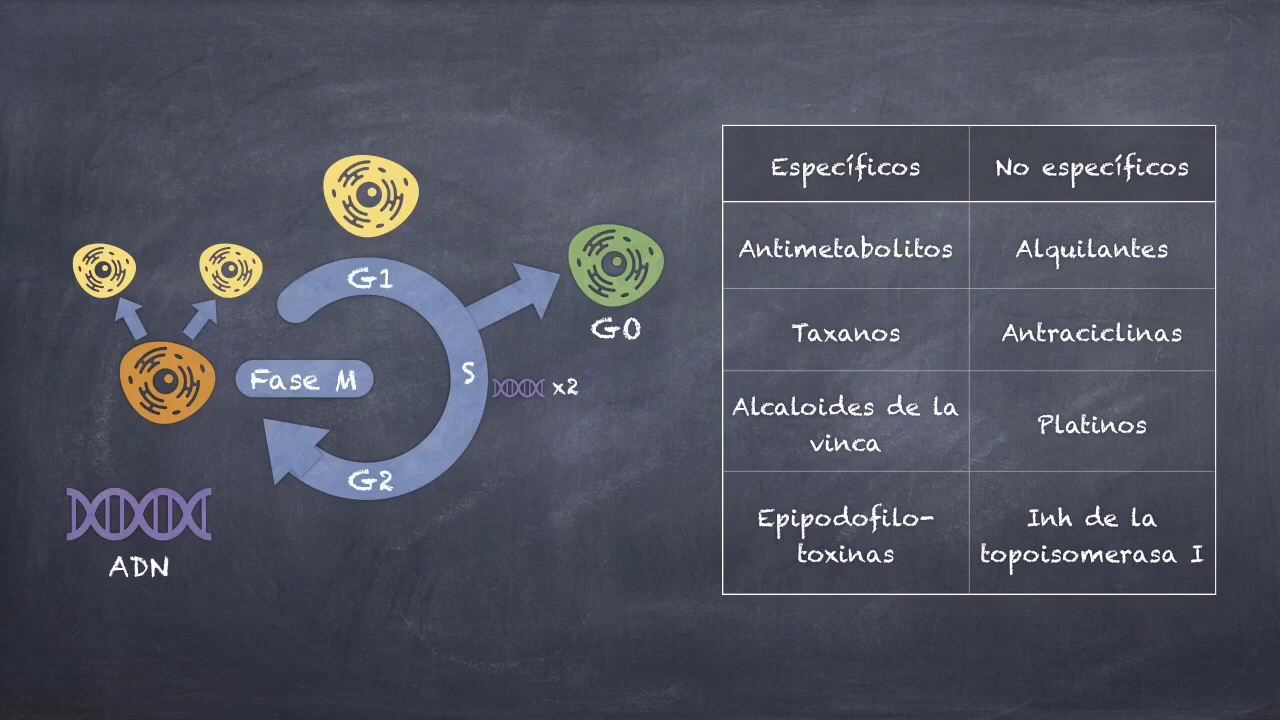 G1
G0
Fase M
S
x2
G2
ADN
Específicos
No específicos
Antimetabolitos
Alquilantes
Taxanos
Antraciclinas
Alcaloides de la
vinca
Platinos
Epipodofilo-
toxinas
Inh de la
topoisomerasa I